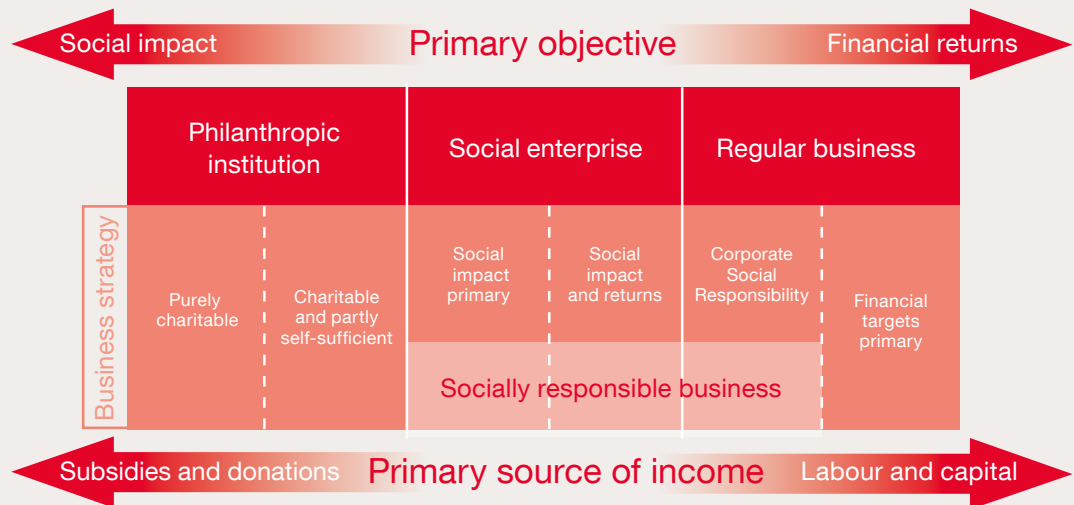 Social impact
Primary objective
Financial returns
Philanthropic
institution
Social enterprise
Regular business
Business strategy
Purely
charitable
Charitable
and partly
self-sufficient
Social
impact
primary
Social
impact
and returns
Corporate
Social
Responsibility
Financial
targets
primary
Socially responsible business
Subsidies and donations
Primary source of income
Labour and capital